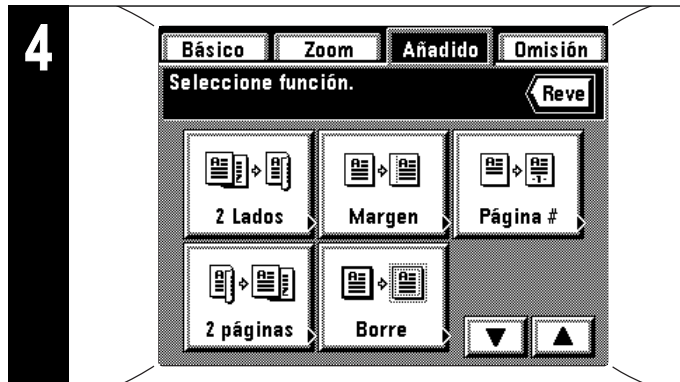 4
Básico Zoom Añadido Omisión
Seleccione función.
Reve
2 Lados Margen Página #
2 páginas Borre